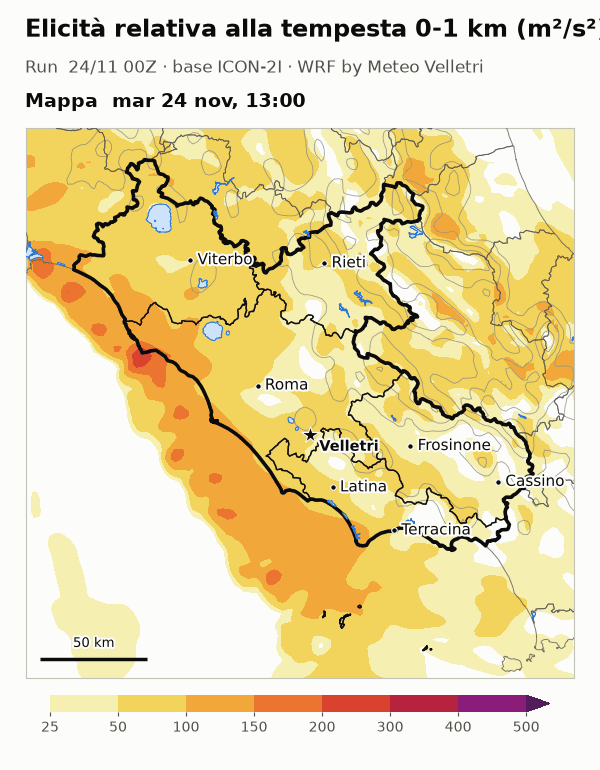 Elicità relativa alla tempesta 0-1 km (m²/s²)
Run 24/11 00Z · base ICON-2I · WRF by Meteo Velletri
Mappa mar 24 nov, 13:00
Viterbo
Rieti
Roma
Velletri
Frosinone
Cassino
Latina
Terracina
50 km
25 50 100 150 200 300 400 500